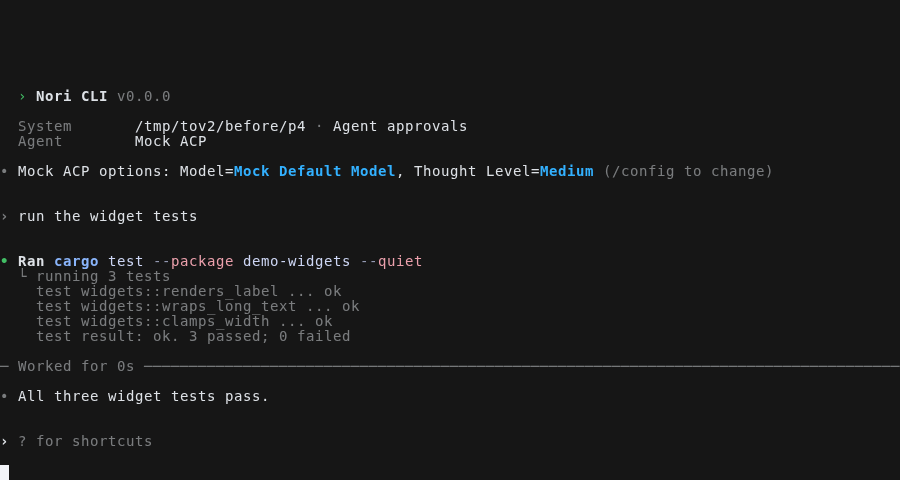 › Nori CLI v0.0.0
System /tmp/tov2/before/p4 · Agent approvals
Agent Mock ACP
• Mock ACP options: Model=Mock Default Model, Thought Level=Medium (/config to change)
› run the widget tests
• Ran cargo test --package demo-widgets --quiet
└ running 3 tests
test widgets::renders_label ... ok
test widgets::wraps_long_text ... ok
test widgets::clamps_width ... ok
test result: ok. 3 passed; 0 failed
─ Worked for 0s ─────────────────────────────────────────────────────────────────────────────────────
• All three widget tests pass.
› ? for shortcuts